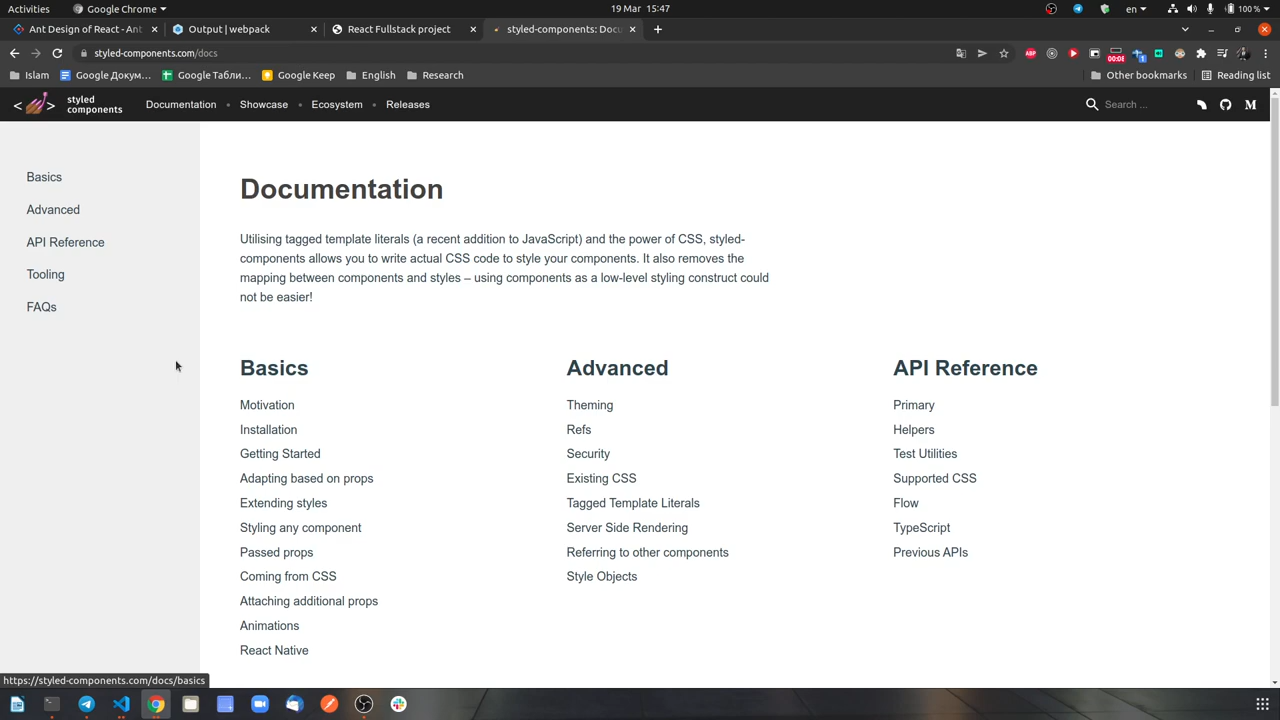 Activities Google Chrome 19 Mar 15:47 en 100 %
Ant Design of React - Ant Output | webpack React Fullstack project styled-components: Docu
styled-components.com/docs ABP 00:08 1
Islam Google Докум... Google Табли... Google Keep English Research Other bookmarks Reading list
styled components Documentation Showcase Ecosystem Releases Search ... M
Basics
Advanced
API Reference
Tooling
FAQs
Documentation
Utilising tagged template literals (a recent addition to JavaScript) and the power of CSS, styled-
components allows you to write actual CSS code to style your components. It also removes the
mapping between components and styles – using components as a low-level styling construct could
not be easier!
Basics
Motivation
Installation
Getting Started
Adapting based on props
Extending styles
Styling any component
Passed props
Coming from CSS
Attaching additional props
Animations
React Native
Advanced
Theming
Refs
Security
Existing CSS
Tagged Template Literals
Server Side Rendering
Referring to other components
Style Objects
API Reference
Primary
Helpers
Test Utilities
Supported CSS
Flow
TypeScript
Previous APIs
https://styled-components.com/docs/basics